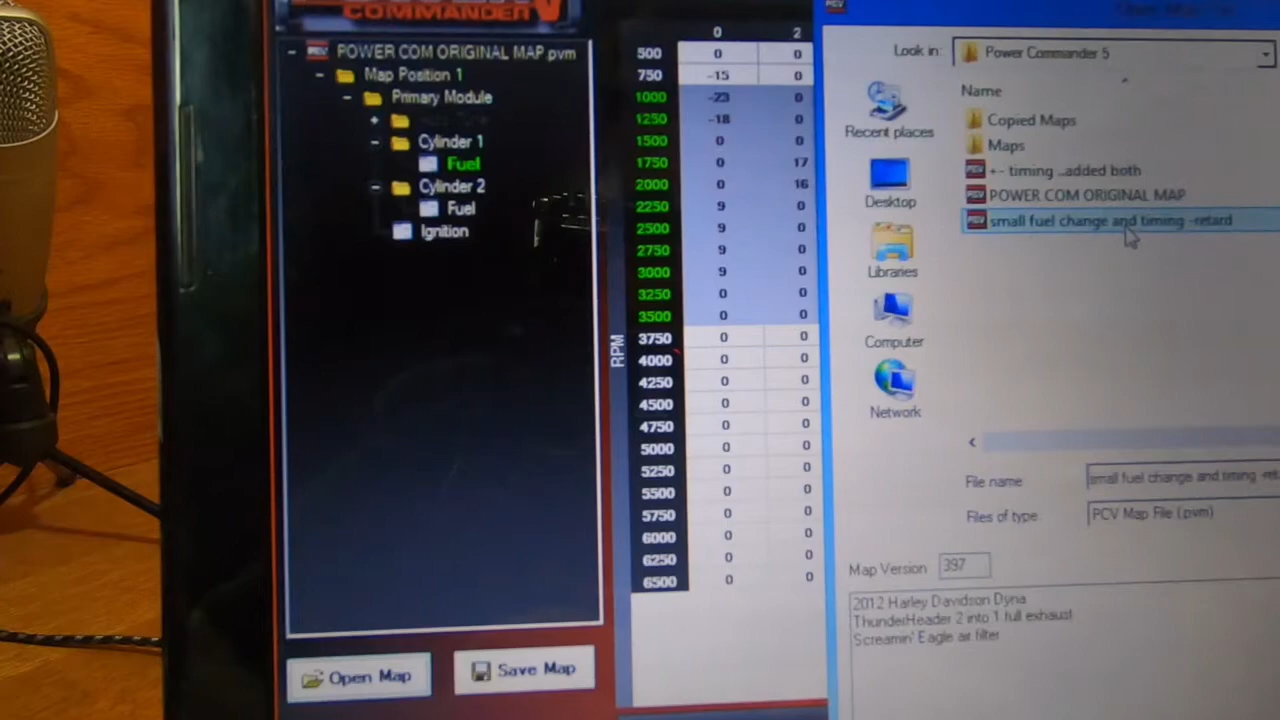 COMMANDER V
POWER COM ORIGINAL MAP.pvm
Map Position 1
Primary Module
Cylinder 1
Fuel
Cylinder 2
Fuel
Ignition
Open Map
Save Map
RPM
0 2
500 0 0
750 -15 0
1000 -23 0
1250 -18 0
1500 0 0
1750 0 17
2000 0 16
2250 9 0
2500 9 0
2750 9 0
3000 9 0
3250 0 0
3500 0 0
3750 0 0
4000 0 0
4250 0 0
4500 0 0
4750 0 0
5000 0 0
5250 0 0
5500 0 0
5750 0 0
6000 0 0
6250 0 0
6500 0 0
Look in:
Power Commander 5
Recent places
Desktop
Libraries
Computer
Network
Name
Copied Maps
Maps
+- timing ..added both
POWER COM ORIGINAL MAP
small fuel change and timing -retard
File name
small fuel change and timing -ret
Files of type
PCV Map File (.pvm)
Map Version 397
2012 Harley Davidson Dyna
ThunderHeader 2 into 1 full exhaust
Screamin' Eagle air filter